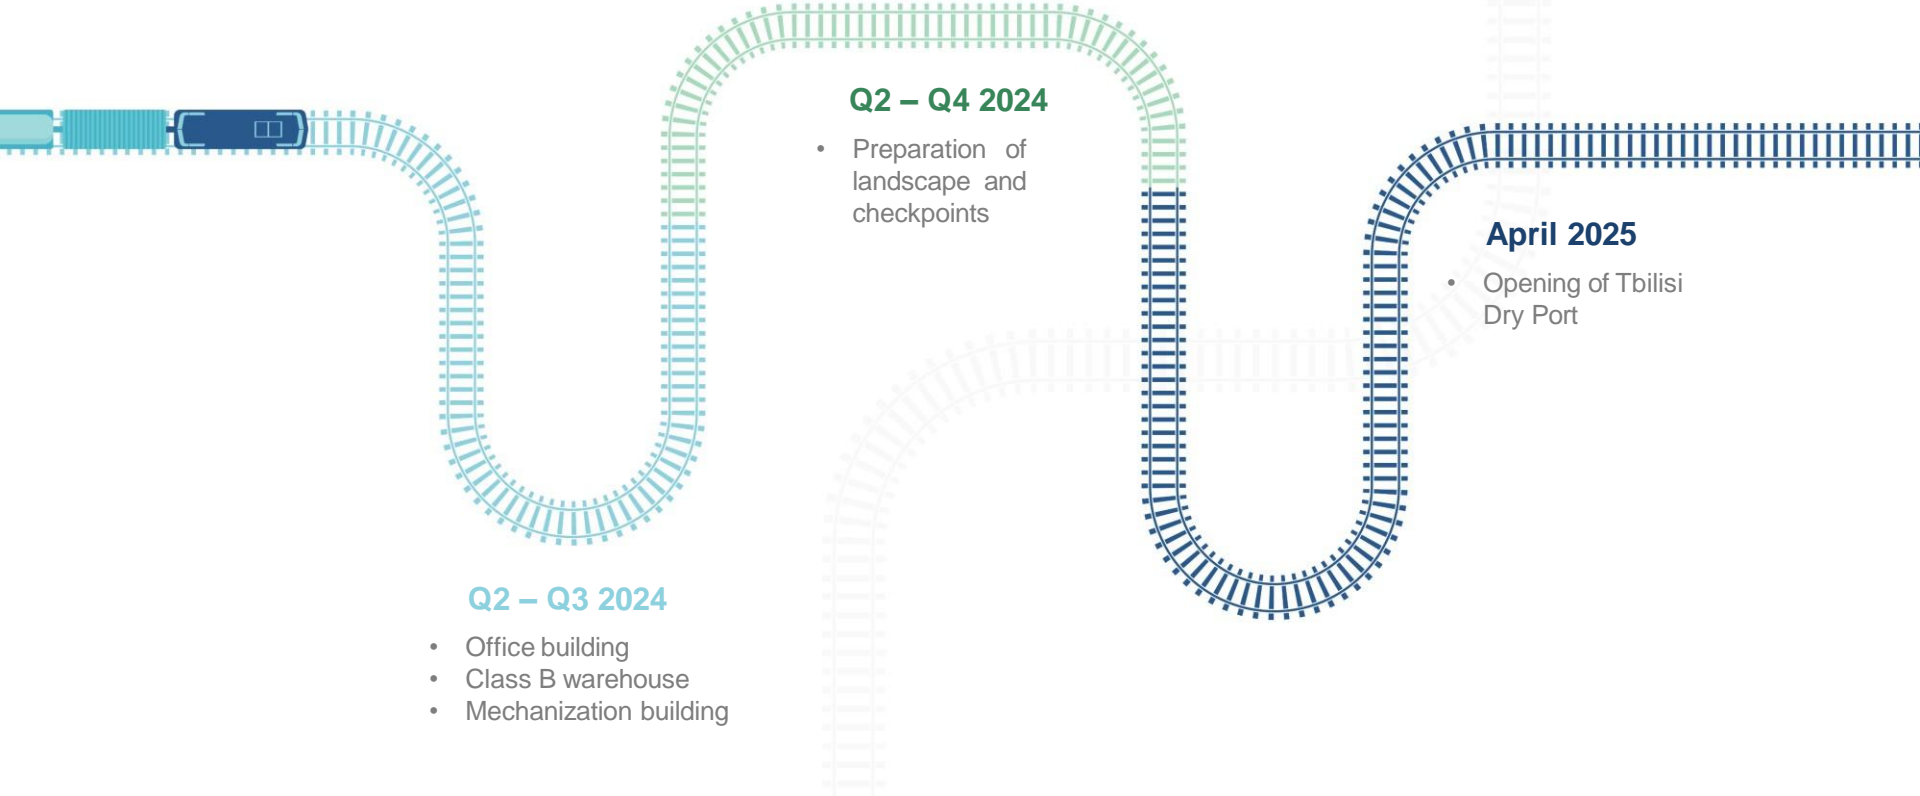 Q2 – Q4 2024
• Preparation of
landscape and
checkpoints
April 2025
• Opening of Tbilisi
Dry Port
Q2 – Q3 2024
• Office building
• Class B warehouse
• Mechanization building